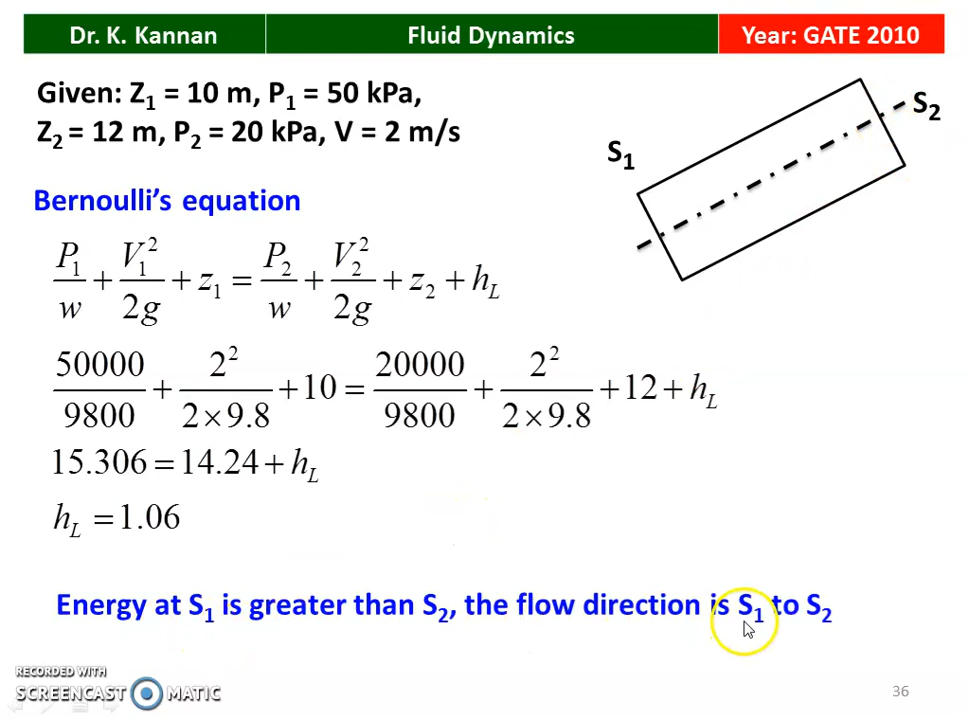 Dr. K. Kannan Fluid Dynamics Year: GATE 2010
Given: Z₁ = 10 m, P₁ = 50 kPa,
Z₂ = 12 m, P₂ = 20 kPa, V = 2 m/s
S₁
S₂
Bernoulli’s equation
P₁/w + V₁²/2g + z₁ = P₂/w + V₂²/2g + z₂ + h_L
50000/9800 + 2²/(2×9.8) + 10 = 20000/9800 + 2²/(2×9.8) + 12 + h_L
15.306 = 14.24 + h_L
h_L = 1.06
Energy at S₁ is greater than S₂, the flow direction is S₁ to S₂
RECORDED WITH
SCREENCAST MATIC
36